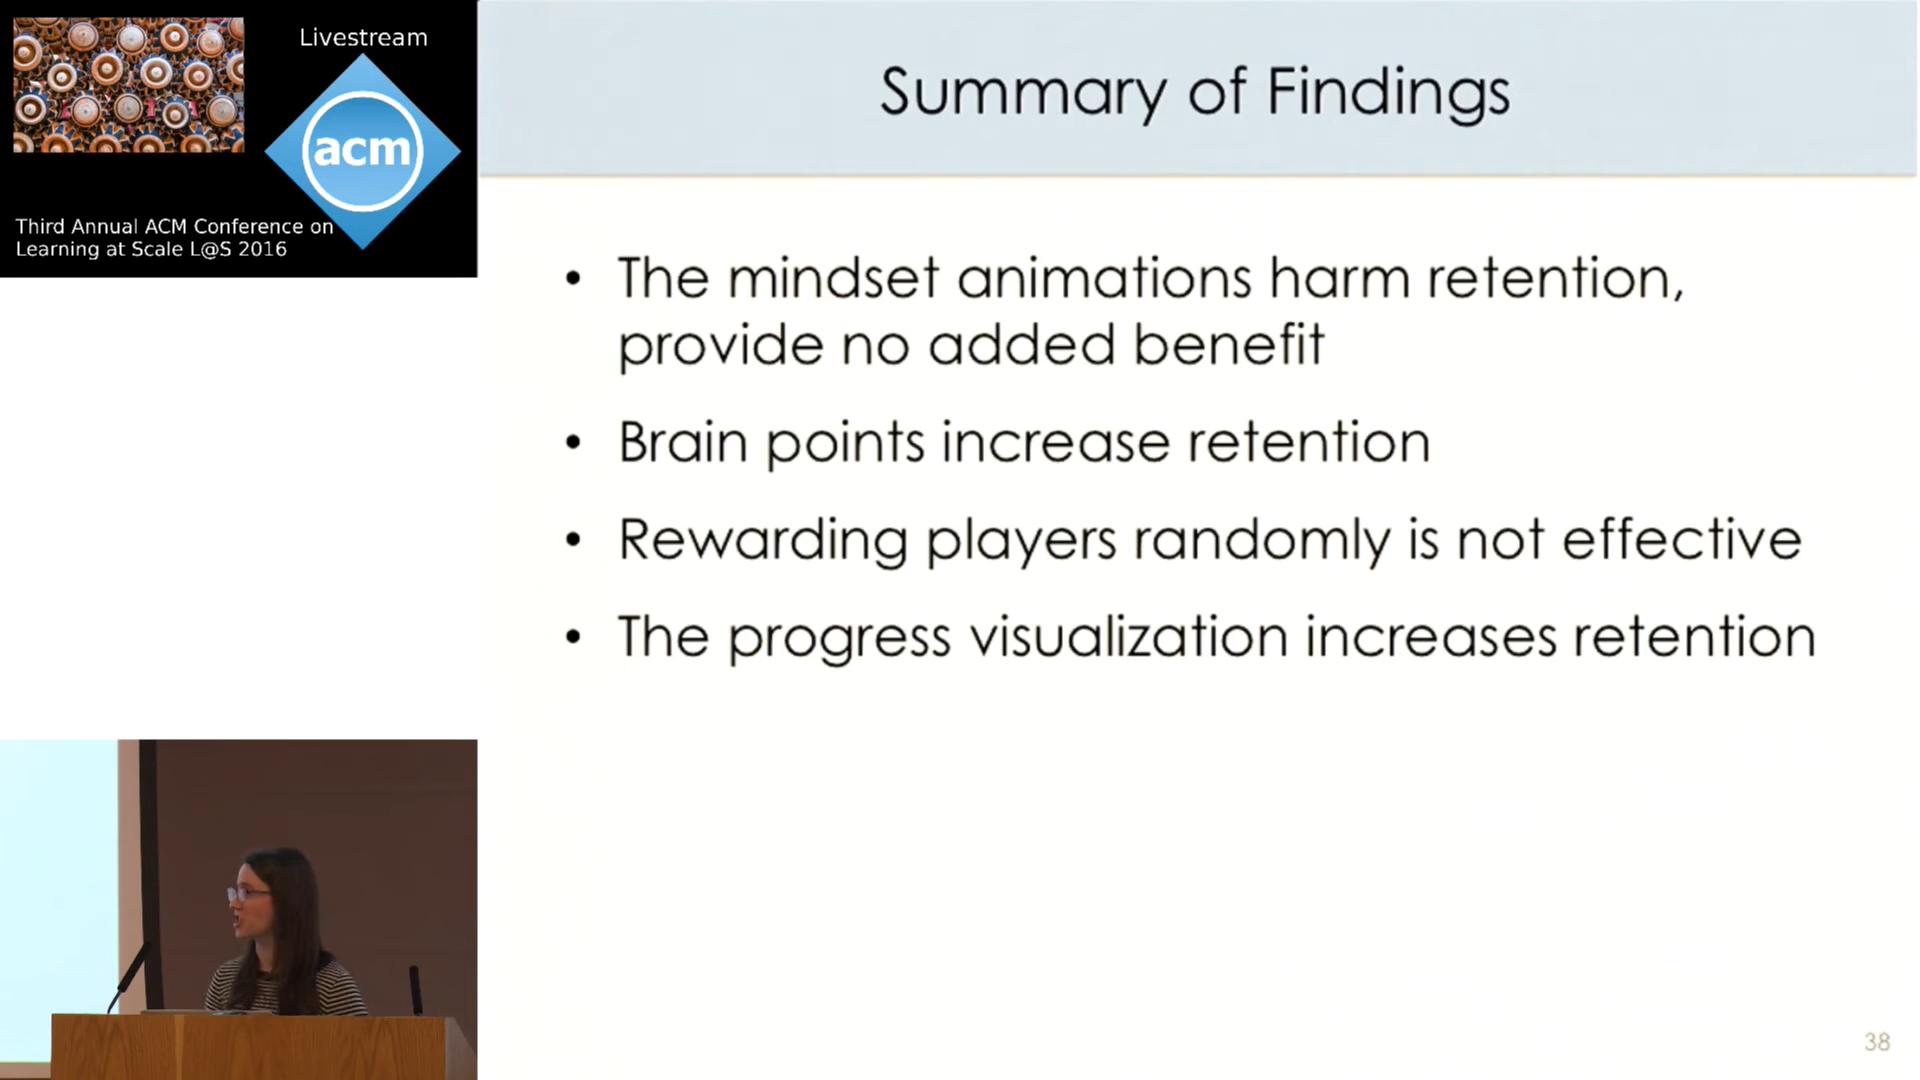 Livestream
acm
Third Annual ACM Conference on
Learning at Scale L@S 2016
Summary of Findings
• The mindset animations harm retention,
provide no added benefit
• Brain points increase retention
• Rewarding players randomly is not effective
• The progress visualization increases retention
38